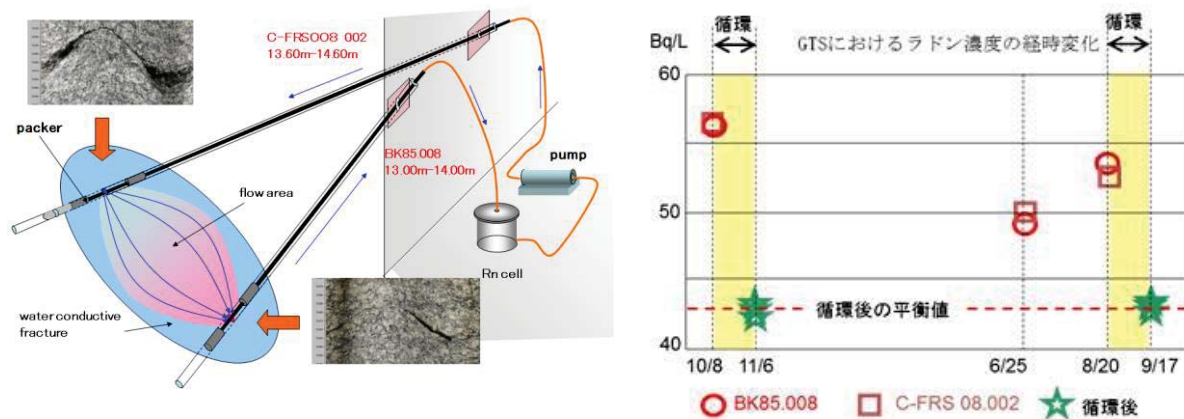 C-FRS008 002
13.60m-14.60m
packer
BK85.008
13.00m-14.00m
pump
flow area
Rn cell
water conductive
fracture
循環
循環
Bq/L
GTSにおけるラドン濃度の経時変化
60
50
循環後の平衡値
40
10/8
11/6
6/25
8/20
9/17
BK85.008
C-FRS 08.002
循環後